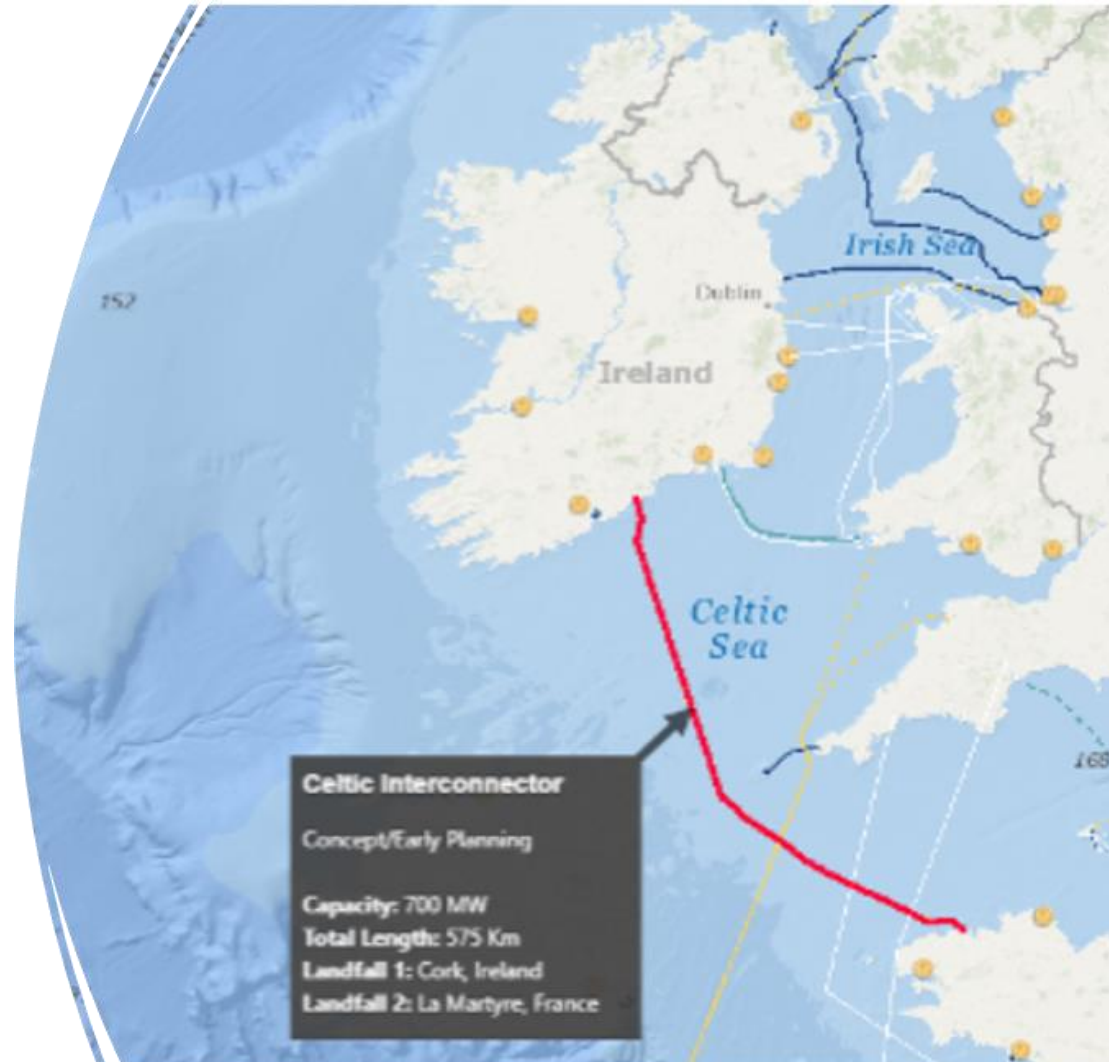 Irish Sea
152
Dublin
Ireland
Celtic
Sea
168
Celtic Interconnector
Concept/Early Planning
Capacity: 700 MW
Total Length: 575 Km
Landfall 1: Cork, Ireland
Landfall 2: La Martyre, France